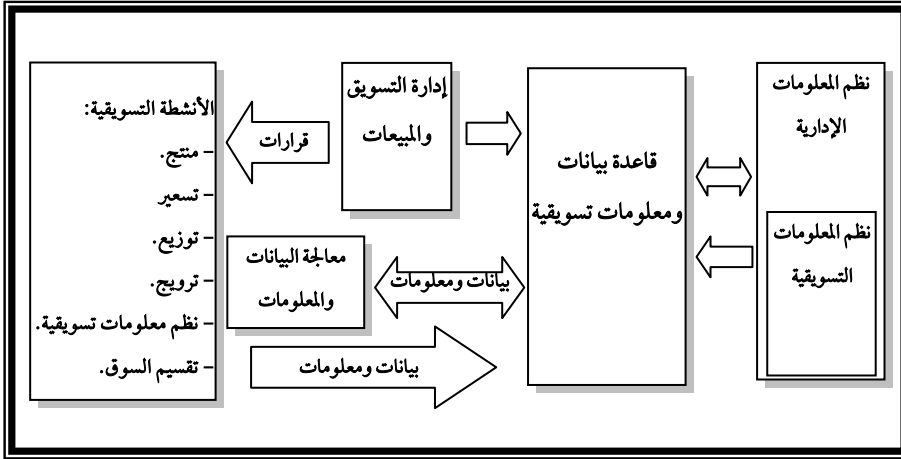 نظم المعلومات
الإدارية
نظم المعلومات
التسويقية
قاعدة بيانات
ومعلومات تسويقية
إدارة التسويق
والمبيعات
قرارات
معالجة البيانات
والمعلومات
بيانات ومعلومات
بيانات ومعلومات
الأنشطة التسويقية:
– منتج.
– تسعير
– توزيع.
– ترويج.
– نظم معلومات تسويقية.
– تقسيم السوق.